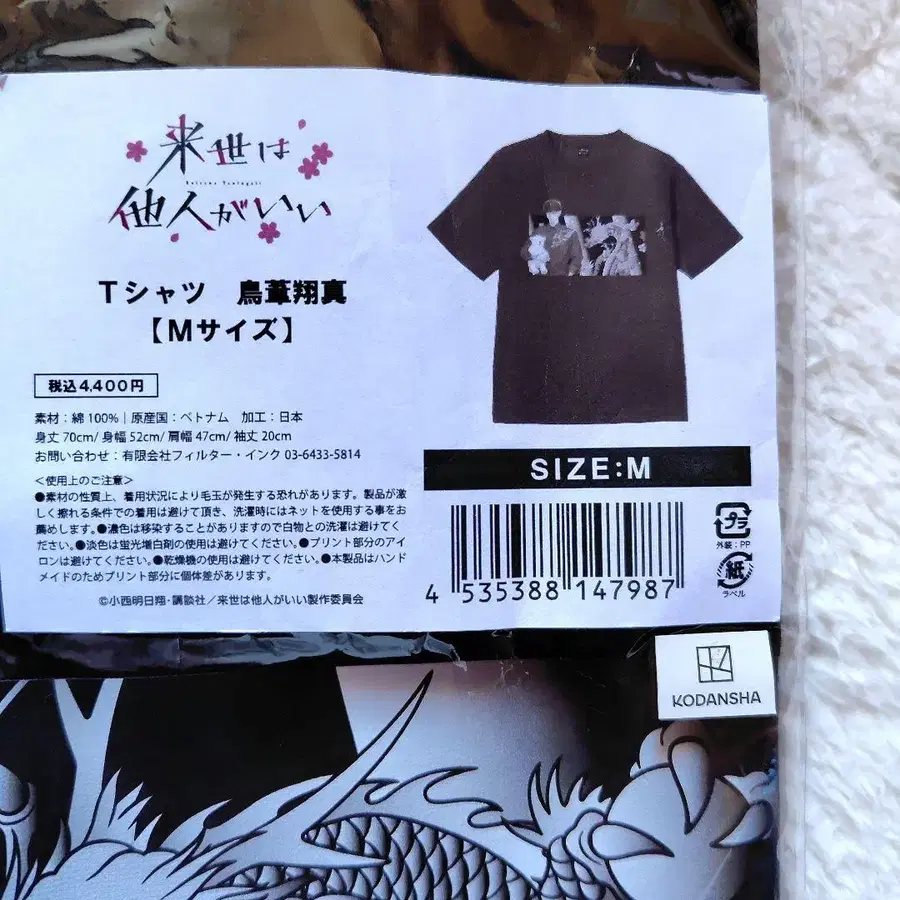 来世は
Raisewa Taningaii
他人がいい
Tシャツ 鳥葦翔真
【Mサイズ】
税込4,400円
素材：綿 100%｜原産国：ベトナム 加工：日本
身丈 70cm/ 身幅 52cm/ 肩幅 47cm/ 袖丈 20cm
お問い合わせ：有限会社フィルター・インク 03-6433-5814
＜使用上のご注意＞
●素材の性質上、着用状況により毛玉が発生する恐れがあります。製品が激
しく擦れる条件での着用は避けて頂き、洗濯時にはネットを使用する事をお
薦めします。●濃色は移染することがありますので白物との洗濯は避けてく
ださい。●淡色は蛍光増白剤の使用は避けてください。●プリント部分のアイ
ロンは避けてください。●乾燥機の使用は避けてください。●本製品はハンド
メイドのためプリント部分に個体差があります。
©小西明日翔・講談社／来世は他人がいい製作委員会
SIZE:M
4 535388 147987
プラ
外装：PP
紙
ラベル
KODANSHA